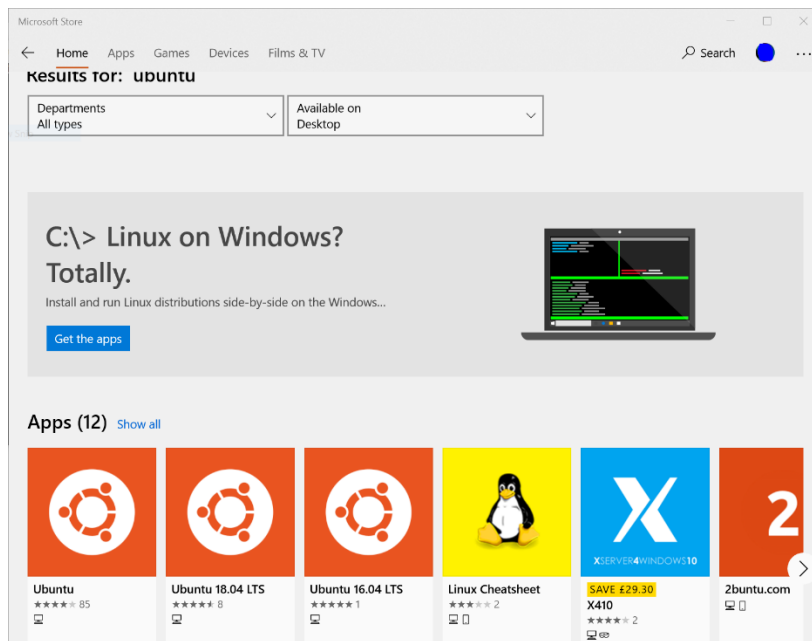 Microsoft Store
Home Apps Games Devices Films & TV Search
Results for: ubuntu
Departments
All types
Available on
Desktop
C:\> Linux on Windows?
Totally.
Install and run Linux distributions side-by-side on the Windows...
Get the apps
Apps (12) Show all
2
XSERVER4WINDOWS10
Ubuntu
85
Ubuntu 18.04 LTS
8
Ubuntu 16.04 LTS
1
Linux Cheatsheet
2
SAVE £29.30
X410
2
2buntu.com